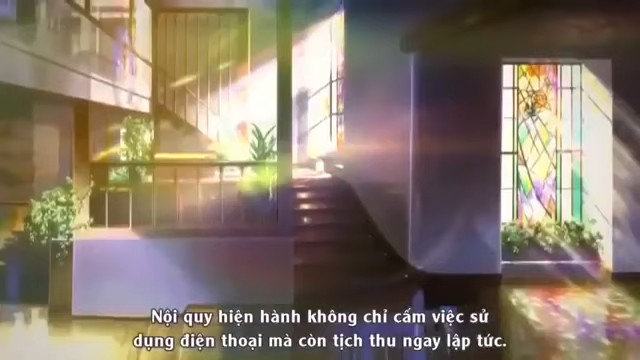 Nội quy hiện hành không chỉ cấm việc sử
dụng điện thoại mà còn tịch thu ngay lập tức.